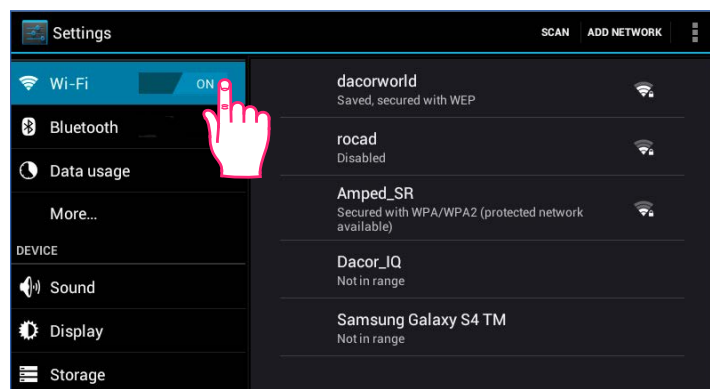 Settings
SCAN
ADD NETWORK
Wi-Fi
ON
Bluetooth
Data usage
More...
DEVICE
Sound
Display
Storage
dacorworld
Saved, secured with WEP
rocad
Disabled
Amped_SR
Secured with WPA/WPA2 (protected network
available)
Dacor_IQ
Not in range
Samsung Galaxy S4 TM
Not in range